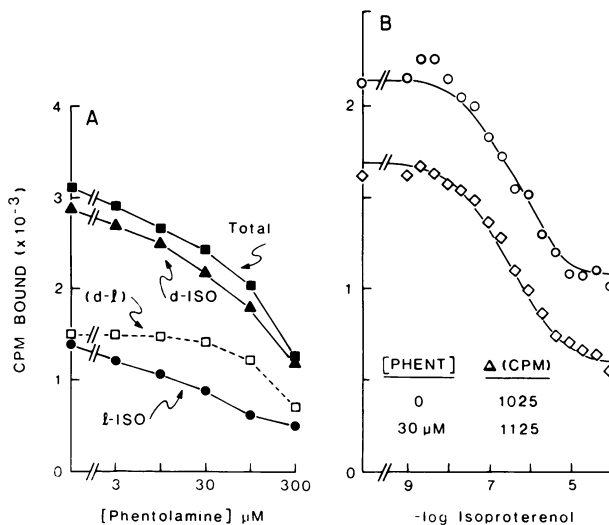 A
B
CPM BOUND (x 10⁻³)
4
3
2
1
0
Total
d-ISO
(d-l)
l-ISO
3
30
300
[Phentolamine] μM
2
1
0
[PHENT] Δ(CPM)
0 1025
30 μM 1125
9 7 5
-log Isoproterenol